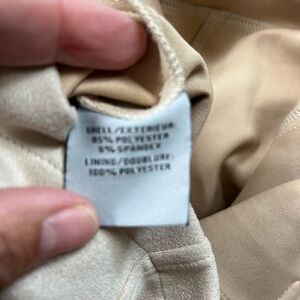 SHELL/EXTERIEUR:
95% POLYESTER
5% SPANDEX
LINING/DOUBLURE:
100% POLYESTER